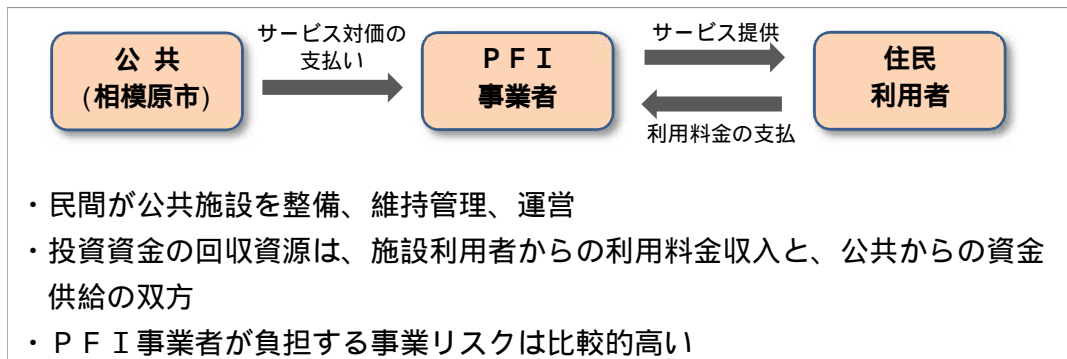 サービス対価の
支払い
サービス提供
公 共
(相模原市)
ＰＦＩ
事業者
住民
利用者
利用料金の支払
・民間が公共施設を整備、維持管理、運営
・投資資金の回収資源は、施設利用者からの利用料金収入と、公共からの資金
供給の双方
・ＰＦＩ事業者が負担する事業リスクは比較的高い